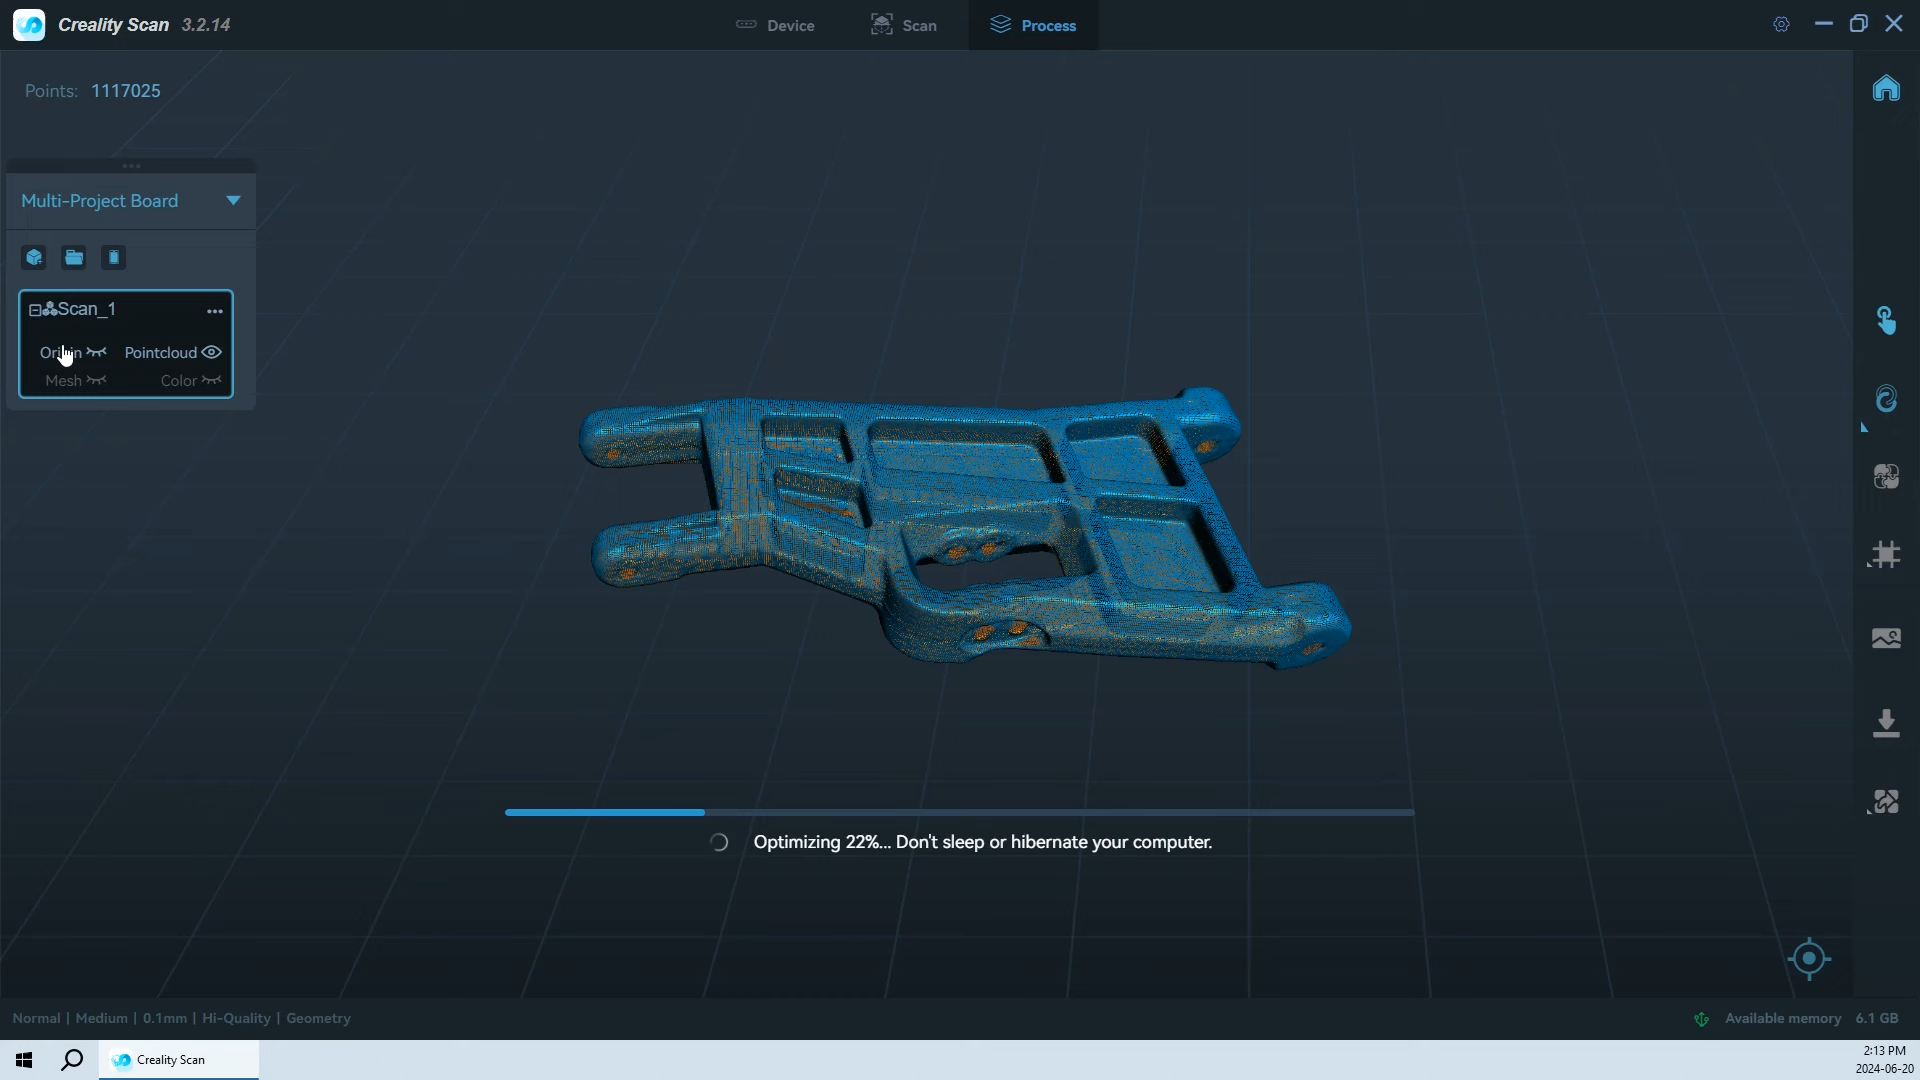 Creality Scan 3.2.14
Device
Scan
Process
Points: 1117025
Multi-Project Board
Scan_1
Origin
Pointcloud
Mesh
Color
Optimizing 22%... Don't sleep or hibernate your computer.
Normal | Medium | 0.1mm | Hi-Quality | Geometry
Available memory 6.1 GB
Creality Scan
2:13 PM
2024-06-20